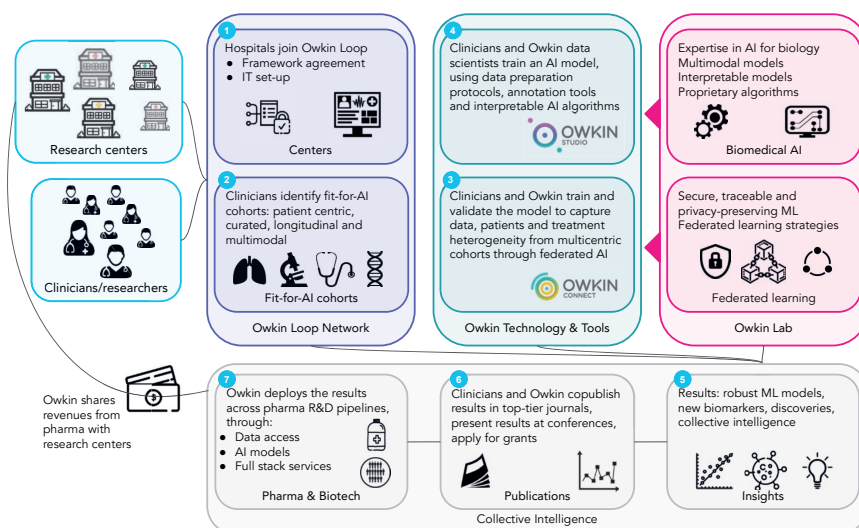 1
Hospitals join Owkin Loop
● Framework agreement
● IT set-up
Centers
Research centers
2
Clinicians identify fit-for-AI
cohorts: patient centric,
curated, longitudinal and
multimodal
Fit-for-AI cohorts
Clinicians/researchers
Owkin Loop Network
4
Clinicians and Owkin data
scientists train an AI model,
using data preparation
protocols, annotation tools
and interpretable AI algorithms
OWKIN
STUDIO
3
Clinicians and Owkin train and
validate the model to capture
data, patients and treatment
heterogeneity from multicentric
cohorts through federated AI
OWKIN
CONNECT
Owkin Technology & Tools
Expertise in AI for biology
Multimodal models
Interpretable models
Proprietary algorithms
Biomedical AI
Secure, traceable and
privacy-preserving ML
Federated learning strategies
Federated learning
Owkin Lab
Owkin shares
revenues from
pharma with
research centers
7
Owkin deploys the results
across pharma R&D pipelines,
through:
● Data access
● AI models
● Full stack services
Pharma & Biotech
6
Clinicians and Owkin copublish
results in top-tier journals,
present results at conferences,
apply for grants
Publications
5
Results: robust ML models,
new biomarkers, discoveries,
collective intelligence
Insights
Collective Intelligence